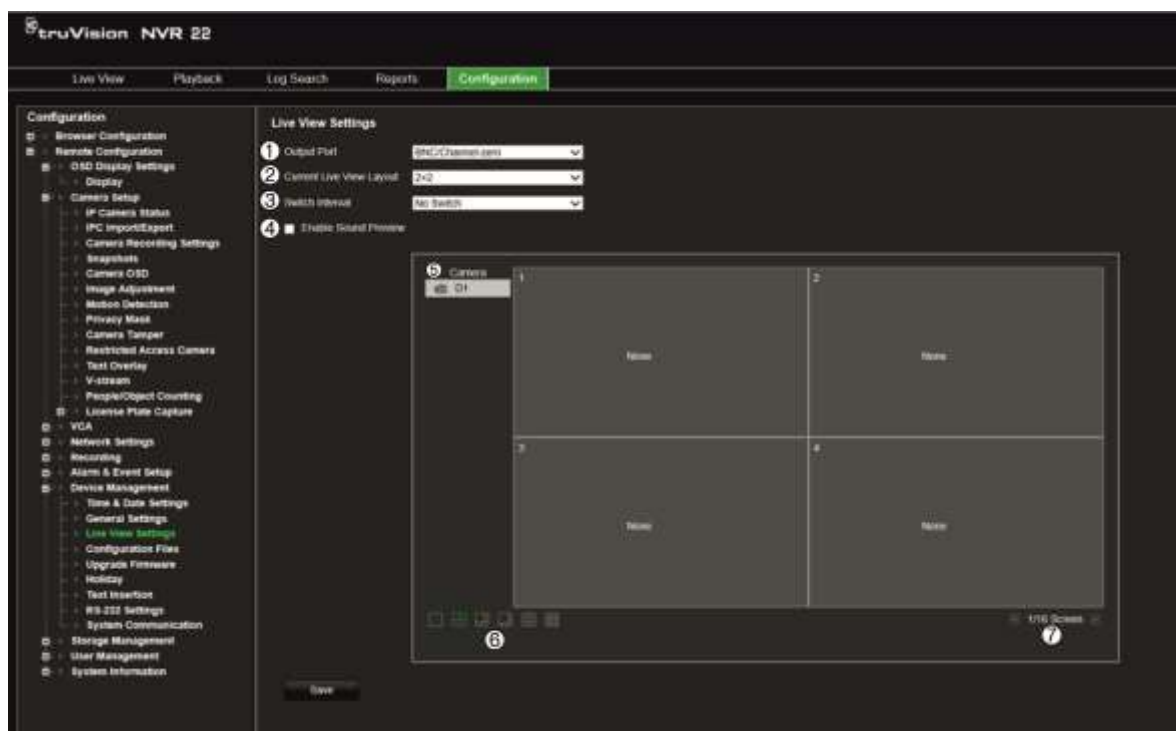 truVision NVR 22
Live View Playback Log Search Reports Configuration
Configuration
Browser Configuration
Remote Configuration
OSD Display Settings
Display
Camera Setup
IP Camera Status
IPC Import/Export
Camera Recording Settings
Snapshots
Camera OSD
Image Adjustment
Motion Detection
Privacy Mask
Camera Tamper
Restricted Access Camera
Text Overlay
V-stream
People/Object Counting
License Plate Capture
VCA
Network Settings
Recording
Alarm & Event Setup
Device Management
Time & Date Settings
General Settings
Live View Settings
Configuration Files
Upgrade Firmware
Holiday
Text Insertion
RS-232 Settings
System Communication
Storage Management
User Management
System Information
Live View Settings
1 Output Port BNC/Channel-zero
2 Current Live View Layout 2×2
3 Switch Interval No Switch
4 Enable Sound Preview
5 Camera
1
2
None
None
3
4
None
None
6
1/16 Screen
7
Save